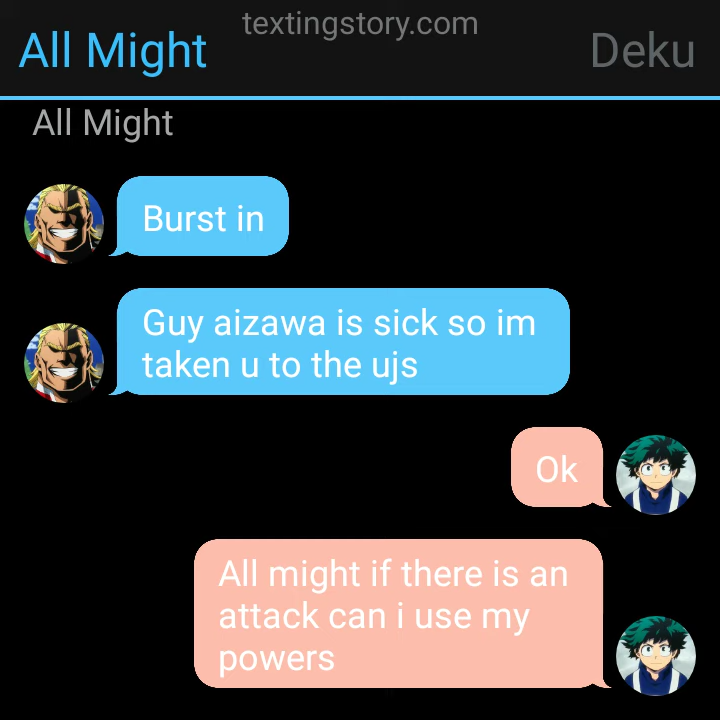 textingstory.com
All Might
Deku
All Might
Burst in
Guy aizawa is sick so im
taken u to the ujs
Ok
All might if there is an
attack can i use my
powers